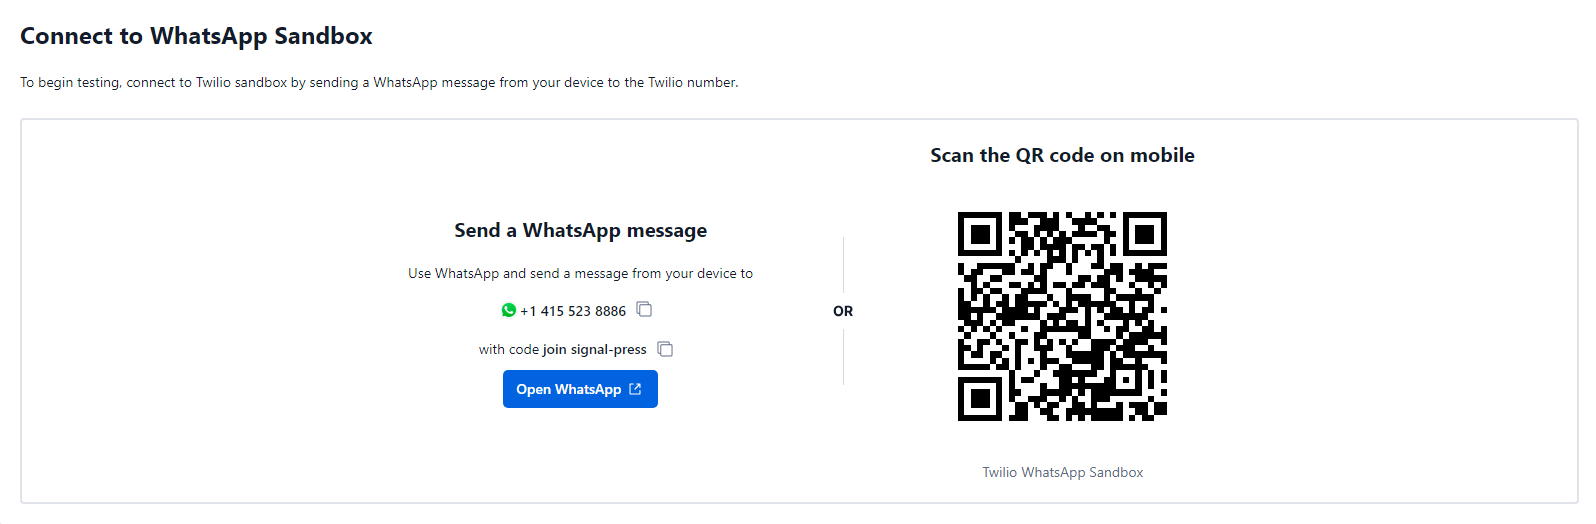 Connect to WhatsApp Sandbox
To begin testing, connect to Twilio sandbox by sending a WhatsApp message from your device to the Twilio number.
Send a WhatsApp message
Use WhatsApp and send a message from your device to
+1 415 523 8886
with code join signal-press
Open WhatsApp
OR
Scan the QR code on mobile
Twilio WhatsApp Sandbox